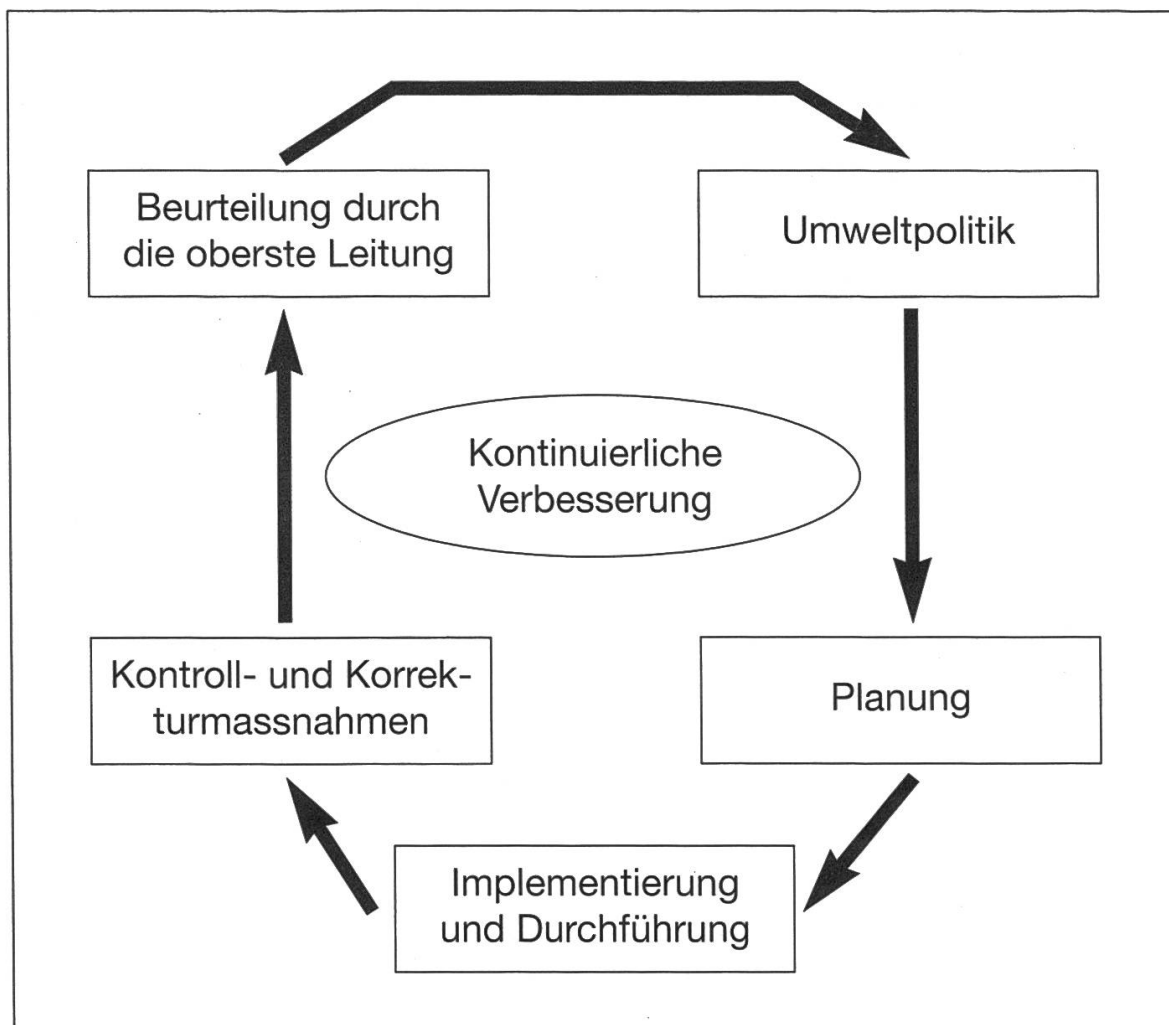 Beurteilung durch
die oberste Leitung
Umweltpolitik
Kontinuierliche
Verbesserung
Kontroll- und Korrek-
turmassnahmen
Planung
Implementierung
und Durchführung